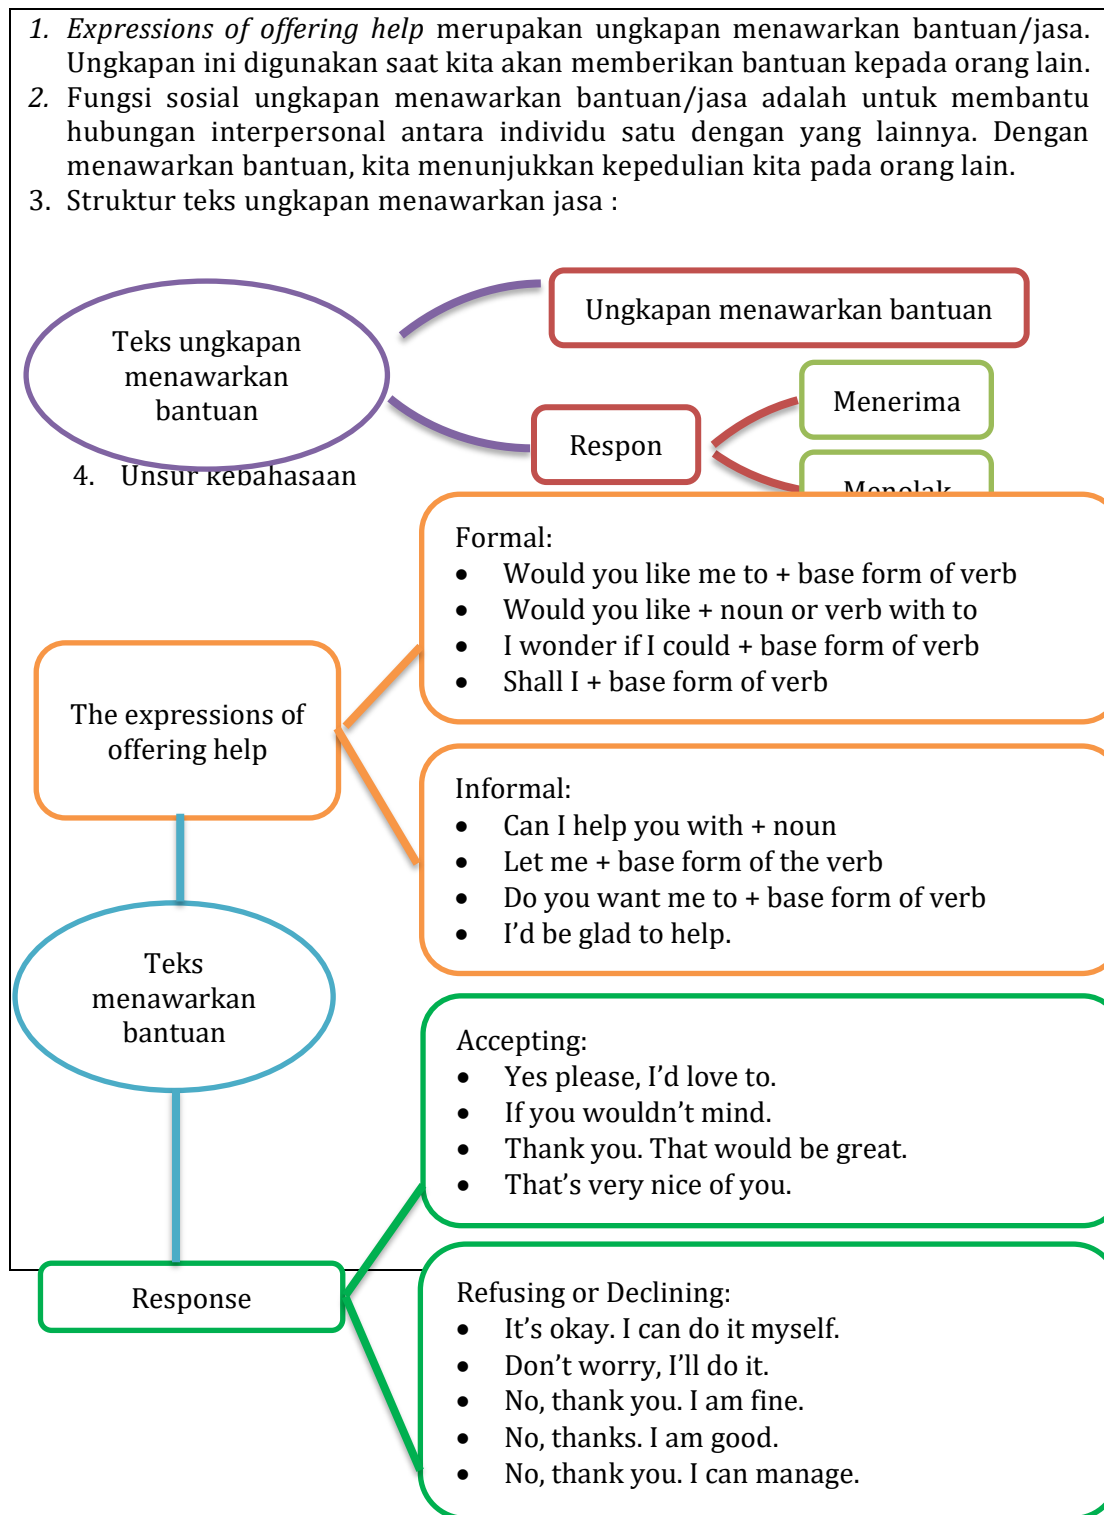 1. Expressions of offering help merupakan ungkapan menawarkan bantuan/jasa.
Ungkapan ini digunakan saat kita akan memberikan bantuan kepada orang lain.
2. Fungsi sosial ungkapan menawarkan bantuan/jasa adalah untuk membantu
hubungan interpersonal antara individu satu dengan yang lainnya. Dengan
menawarkan bantuan, kita menunjukkan kepedulian kita pada orang lain.
3. Struktur teks ungkapan menawarkan jasa :
Teks ungkapan
menawarkan
bantuan
Ungkapan menawarkan bantuan
Respon
Menerima
Menolak
4. Unsur kebahasaan
The expressions of
offering help
Formal:
• Would you like me to + base form of verb
• Would you like + noun or verb with to
• I wonder if I could + base form of verb
• Shall I + base form of verb
Informal:
• Can I help you with + noun
• Let me + base form of the verb
• Do you want me to + base form of verb
• I’d be glad to help.
Teks
menawarkan
bantuan
Response
Accepting:
• Yes please, I’d love to.
• If you wouldn’t mind.
• Thank you. That would be great.
• That’s very nice of you.
Refusing or Declining:
• It’s okay. I can do it myself.
• Don’t worry, I’ll do it.
• No, thank you. I am fine.
• No, thanks. I am good.
• No, thank you. I can manage.